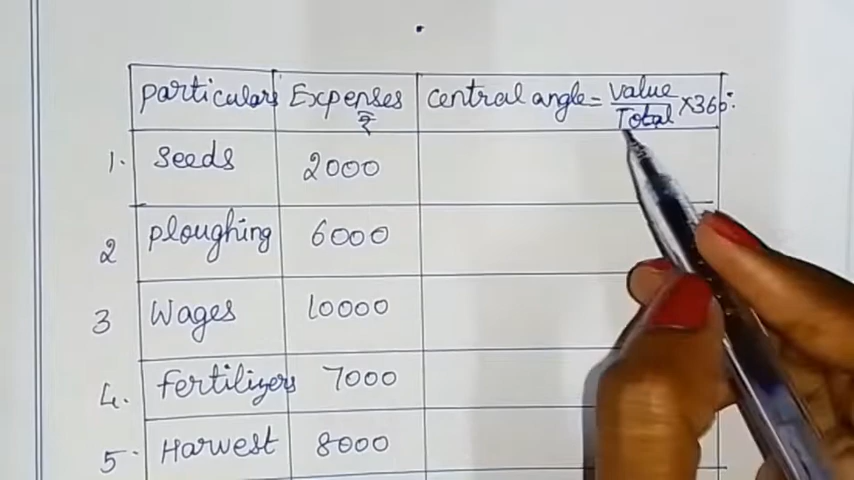 particulars Expenses ₹ central angle = Value/Total ×360°.
1. Seeds 2000
2 ploughing 6000
3 Wages 10000
4. Fertilizers 7000
5. Harvest 8000